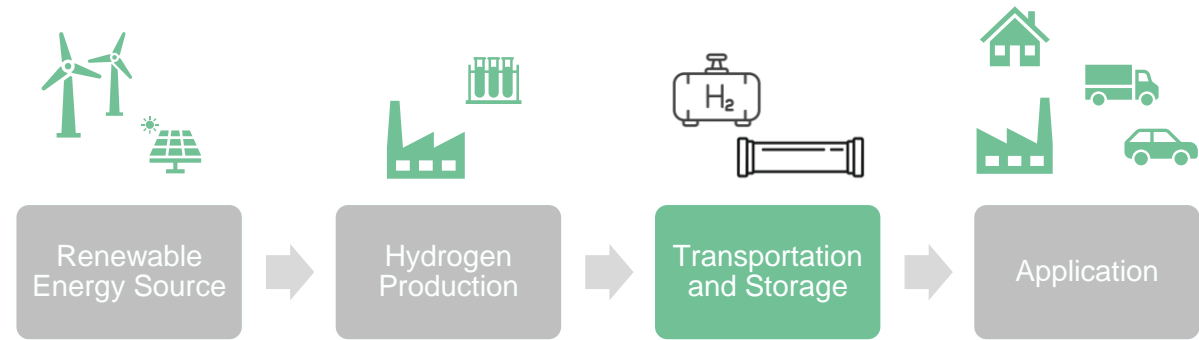 H₂
Renewable
Energy Source
Hydrogen
Production
Transportation
and Storage
Application